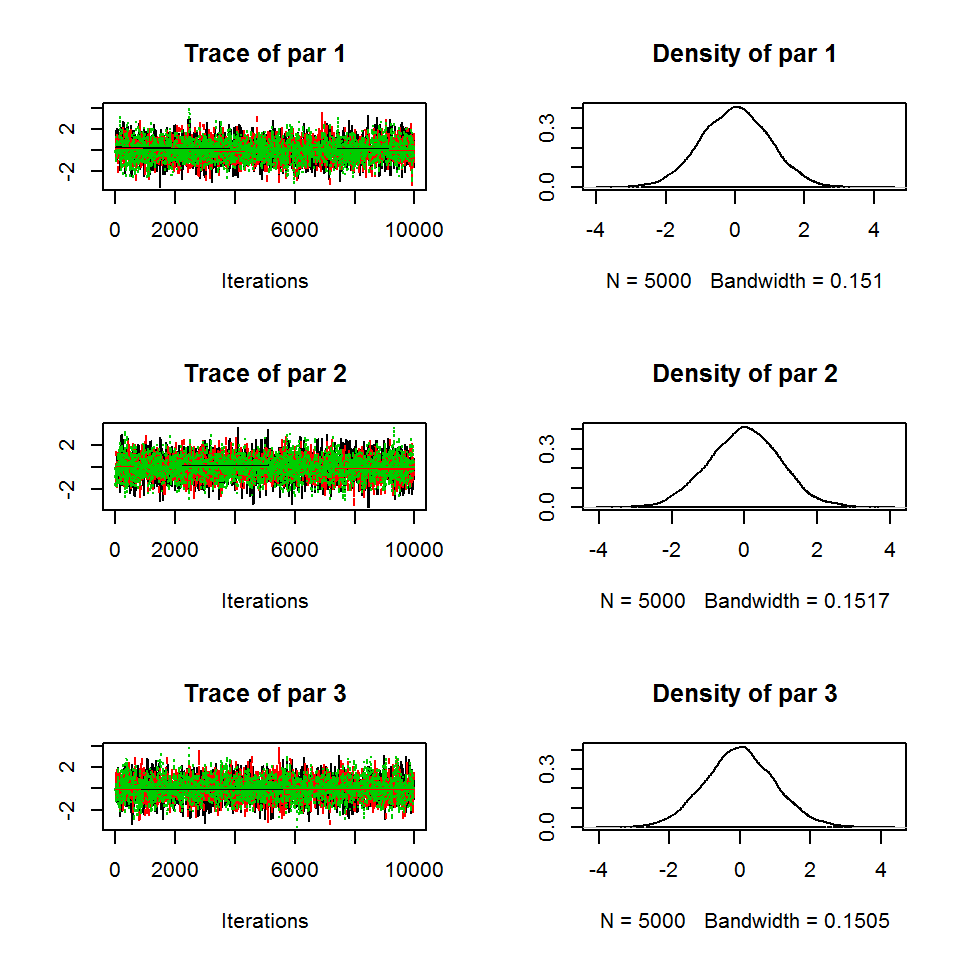 Trace of par 1
2
-2
0 2000 6000 10000
Iterations
Density of par 1
0.3
0.0
-4 -2 0 2 4
N = 5000 Bandwidth = 0.151
Trace of par 2
2
-2
0 2000 6000 10000
Iterations
Density of par 2
0.3
0.0
-4 -2 0 2 4
N = 5000 Bandwidth = 0.1517
Trace of par 3
2
-2
0 2000 6000 10000
Iterations
Density of par 3
0.3
0.0
-4 -2 0 2 4
N = 5000 Bandwidth = 0.1505